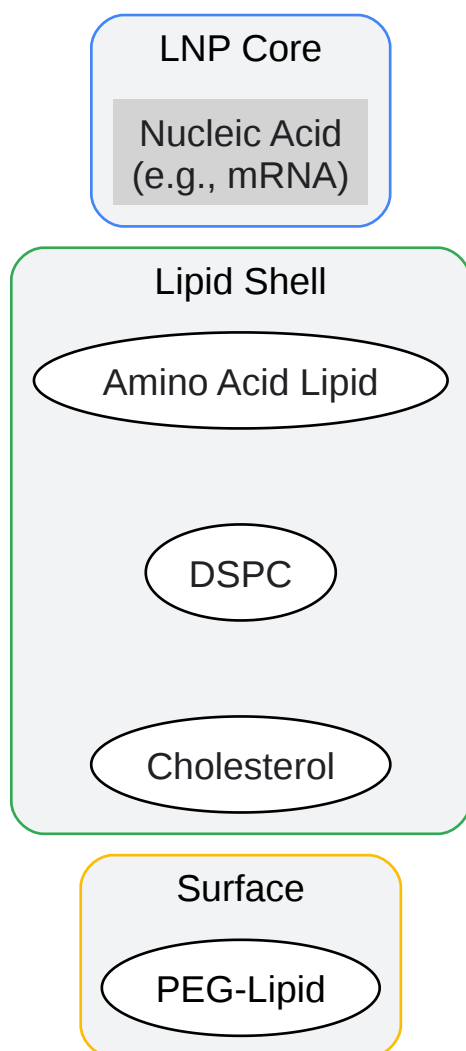 LNP Core
Nucleic Acid
(e.g., mRNA)
Lipid Shell
Amino Acid Lipid
DSPC
Cholesterol
Surface
PEG-Lipid